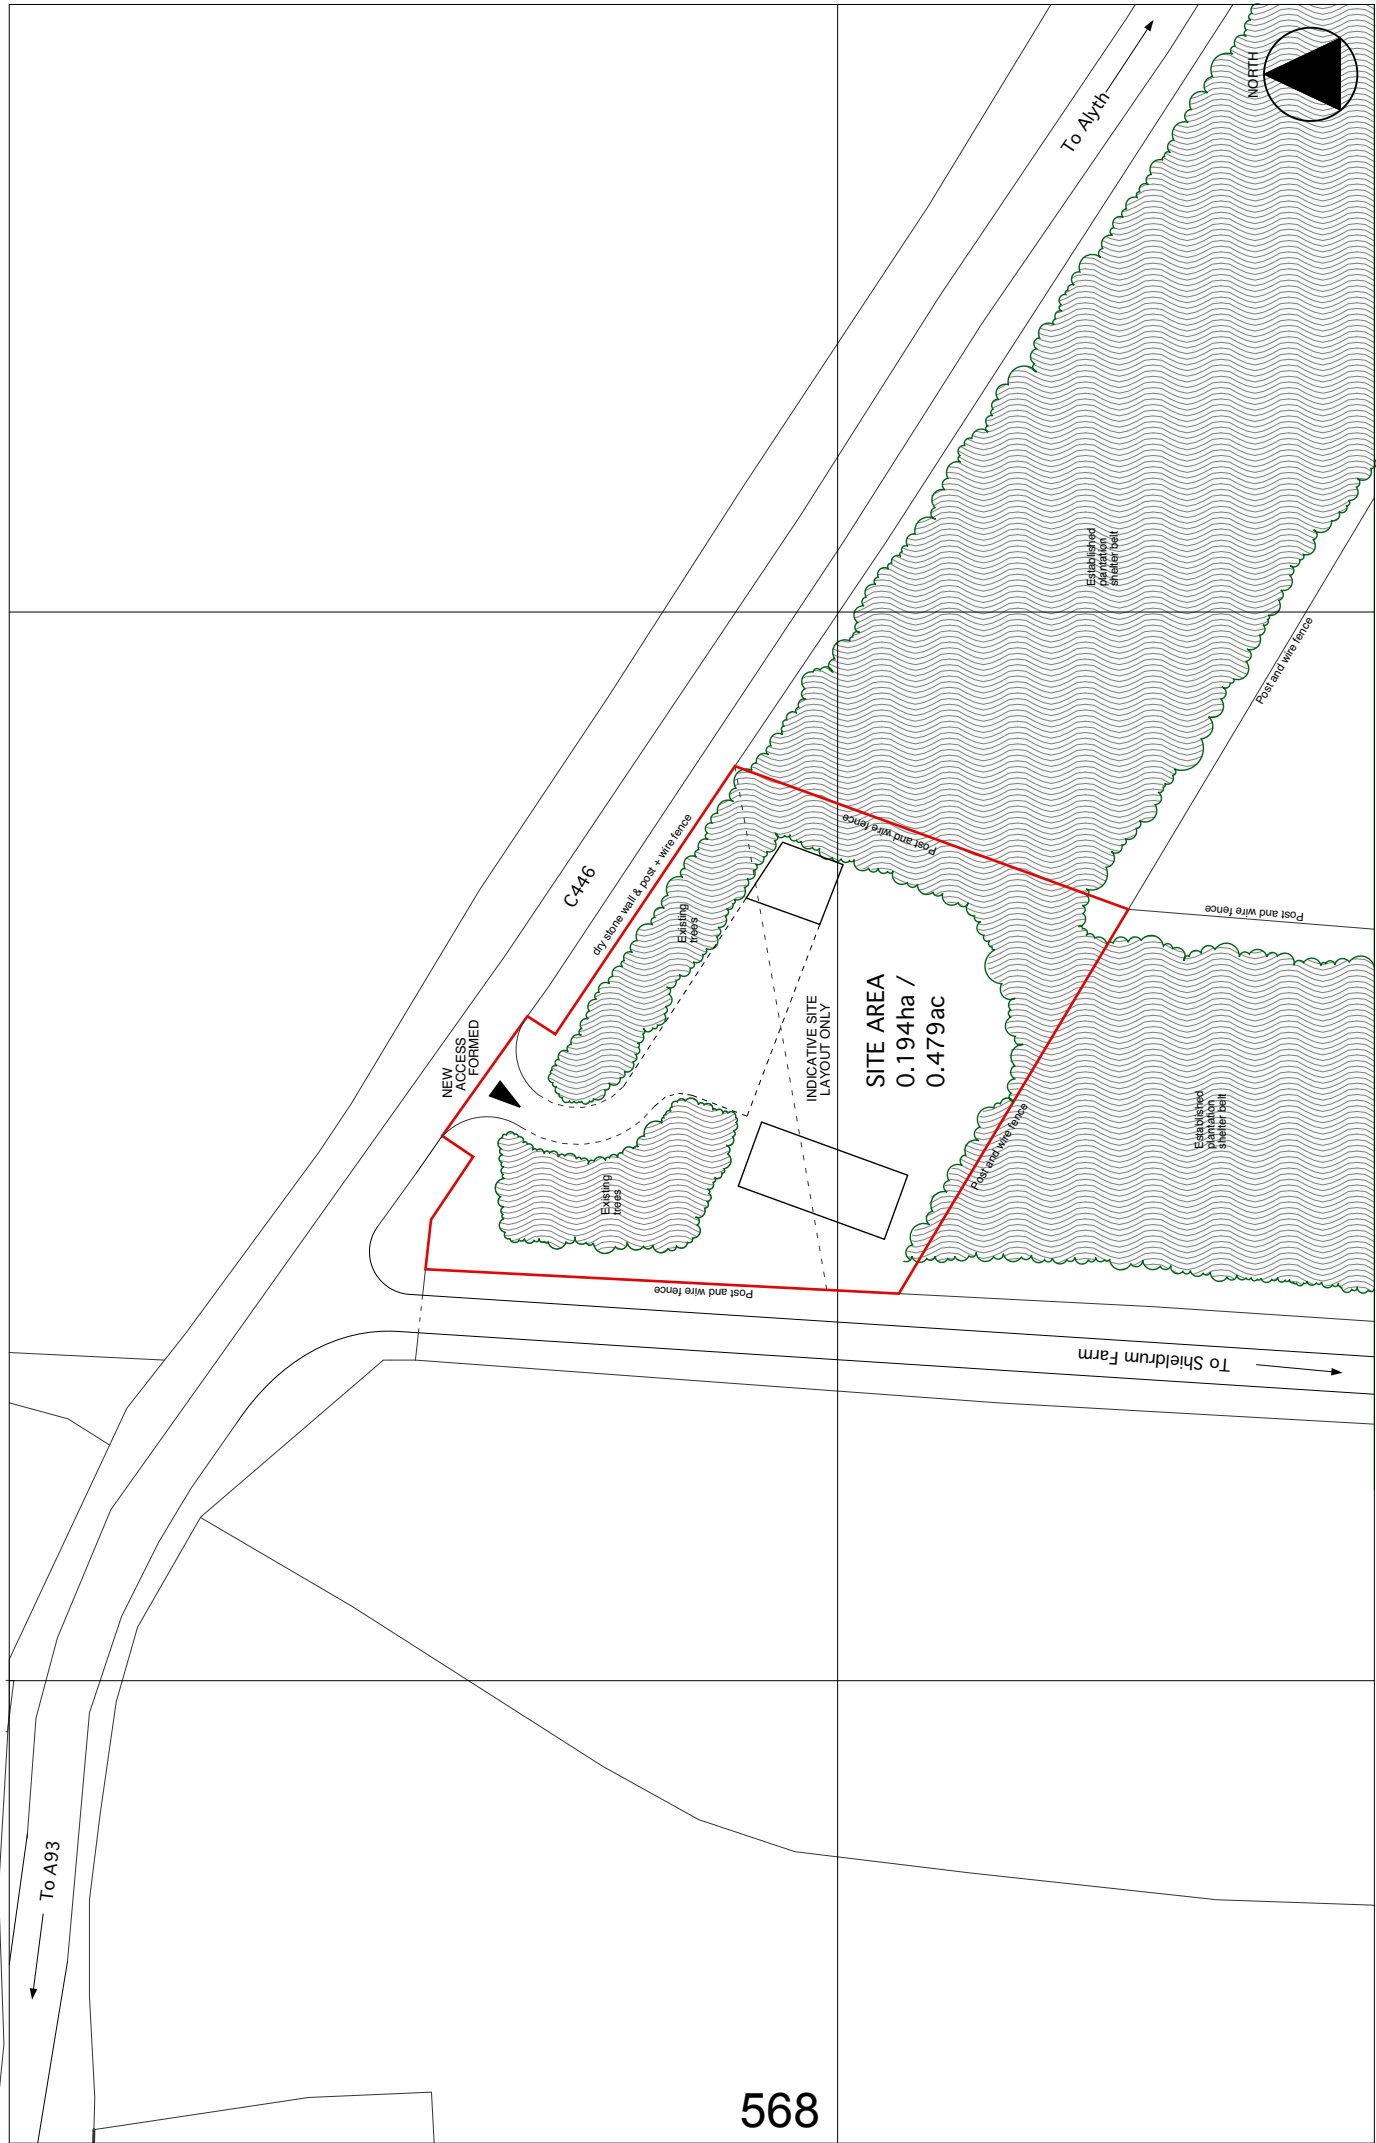 NORTH
To Alyth
Established
plantation
shelter belt
Post and wire fence
C446
dry stone wall & post + wire fence
Post and wire fence
Existing
trees
Post and wire fence
NEW
ACCESS
FORMED
INDICATIVE SITE
LAYOUT ONLY
SITE AREA
0.194ha /
0.479ac
Existing
trees
Post and wire fence
Established
plantation
shelter belt
Post and wire fence
To Shieldrum Farm
To A93
568